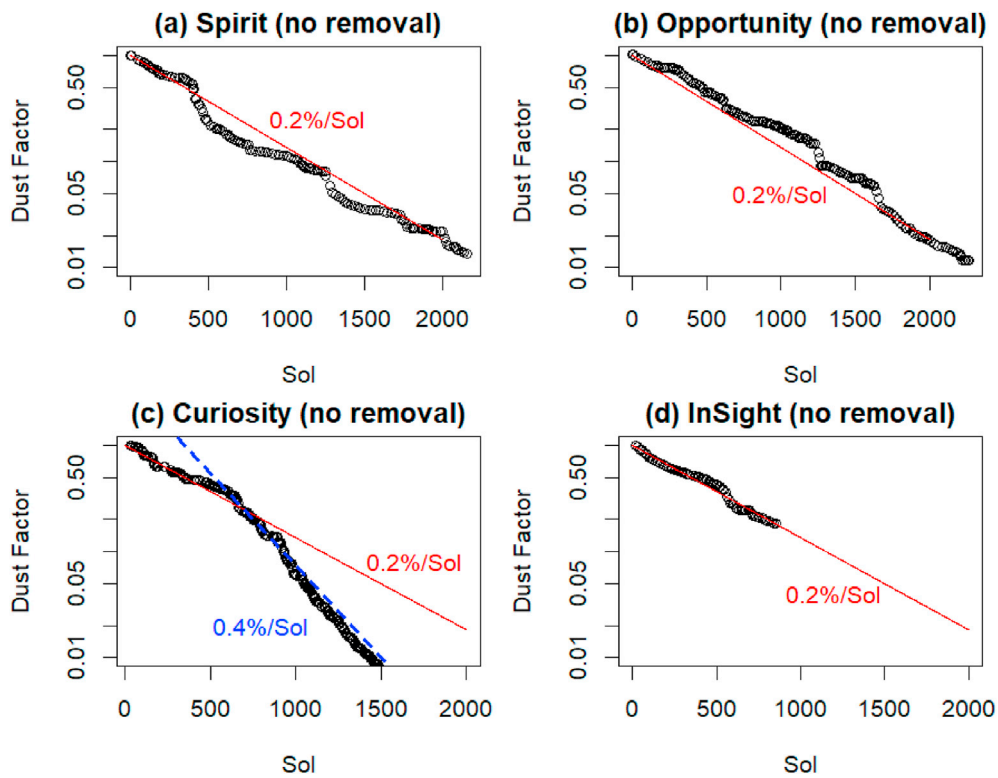 (a) Spirit (no removal)
Dust Factor
0.50
0.05
0.01
0.2%/Sol
0 500 1000 1500 2000
Sol
(b) Opportunity (no removal)
Dust Factor
0.50
0.05
0.01
0.2%/Sol
0 500 1000 1500 2000
Sol
(c) Curiosity (no removal)
Dust Factor
0.50
0.05
0.01
0.2%/Sol
0.4%/Sol
0 500 1000 1500 2000
Sol
(d) InSight (no removal)
Dust Factor
0.50
0.05
0.01
0.2%/Sol
0 500 1000 1500 2000
Sol